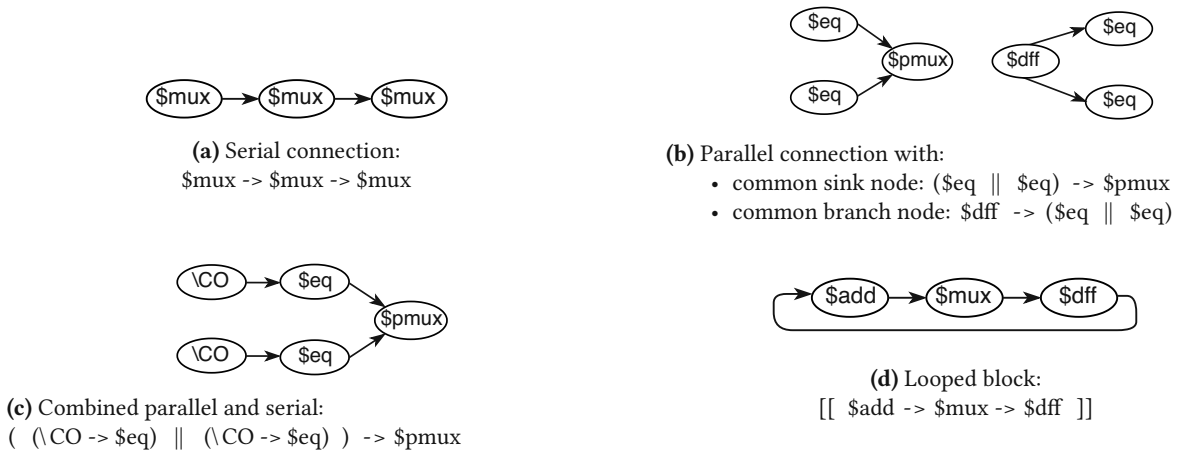 $mux $mux $mux
(a) Serial connection:
$mux -> $mux -> $mux
$eq $eq
$pmux $dff
$eq $eq
(b) Parallel connection with:
• common sink node: ($eq || $eq) -> $pmux
• common branch node: $dff -> ($eq || $eq)
\CO $eq
$pmux
\CO $eq
(c) Combined parallel and serial:
( (\CO -> $eq) || (\CO -> $eq) ) -> $pmux
$add $mux $dff
(d) Looped block:
[[ $add -> $mux -> $dff ]]